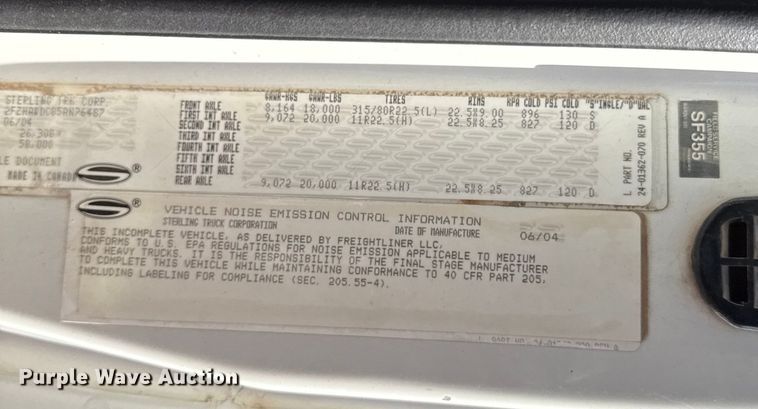 GAWR-KGS GAWR-LBS TIRES RIMS KPA COLD PSI COLD "S"INGLE/"D"UAL
STERLING TRUCK CORP.
06/04
26,308
58,000
LE DOCUMENT
MADE IN CANADA
FRONT AXLE 8,164 18,000 315/80R22.5(L) 22.5X9.00 896 130 S
FIRST INT AXLE 9,072 20,000 11R22.5(H) 22.5X8.25 827 120 D
SECOND INT AXLE
THIRD INT AXLE
FOURTH INT AXLE
FIFTH INT AXLE
SIXTH INT AXLE
REAR AXLE 9,072 20,000 11R22.5(H) 22.5X8.25 827 120 D
L PART NO.
24-01362-070 REV A
SF355
VEHICLE NOISE EMISSION CONTROL INFORMATION
STERLING TRUCK CORPORATION DATE OF MANUFACTURE 06/04
THIS INCOMPLETE VEHICLE, AS DELIVERED BY FREIGHTLINER LLC,
CONFORMS TO U.S. EPA REGULATIONS FOR NOISE EMISSION APPLICABLE TO MEDIUM
AND HEAVY TRUCKS. IT IS THE RESPONSIBILITY OF THE FINAL STAGE MANUFACTURER
TO COMPLETE THIS VEHICLE WHILE MAINTAINING CONFORMANCE TO 40 CFR PART 205,
INCLUDING LABELING FOR COMPLIANCE (SEC. 205.55-4).
Purple Wave Auction